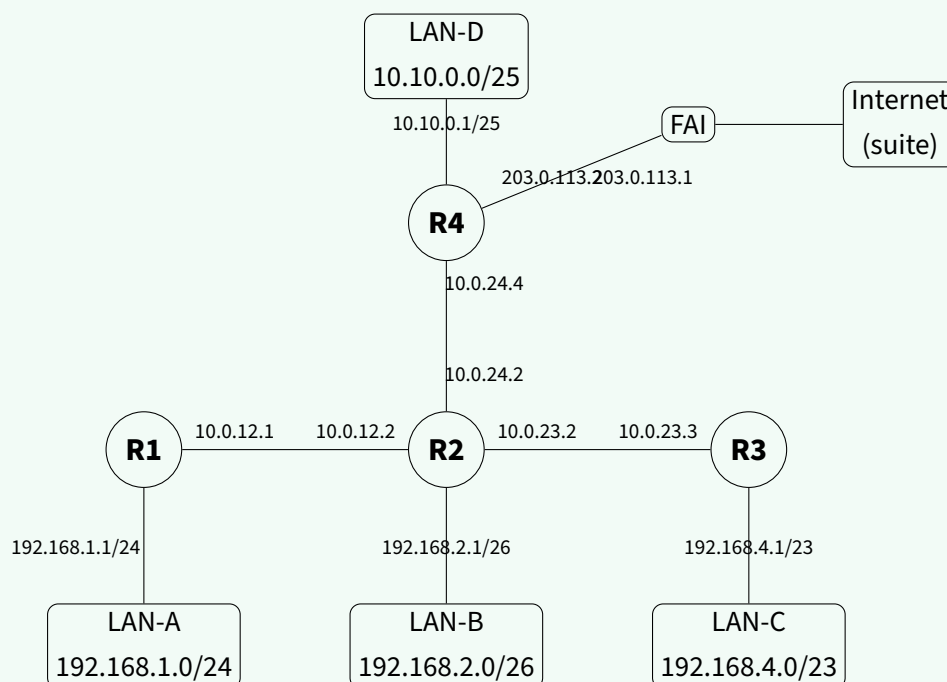 LAN-D
10.10.0.0/25
10.10.0.1/25
FAI
Internet
(suite)
203.0.113.2
203.0.113.1
R4
10.0.24.4
10.0.24.2
R1
10.0.12.1
10.0.12.2
R2
10.0.23.2
10.0.23.3
R3
192.168.1.1/24
192.168.2.1/26
192.168.4.1/23
LAN-A
192.168.1.0/24
LAN-B
192.168.2.0/26
LAN-C
192.168.4.0/23